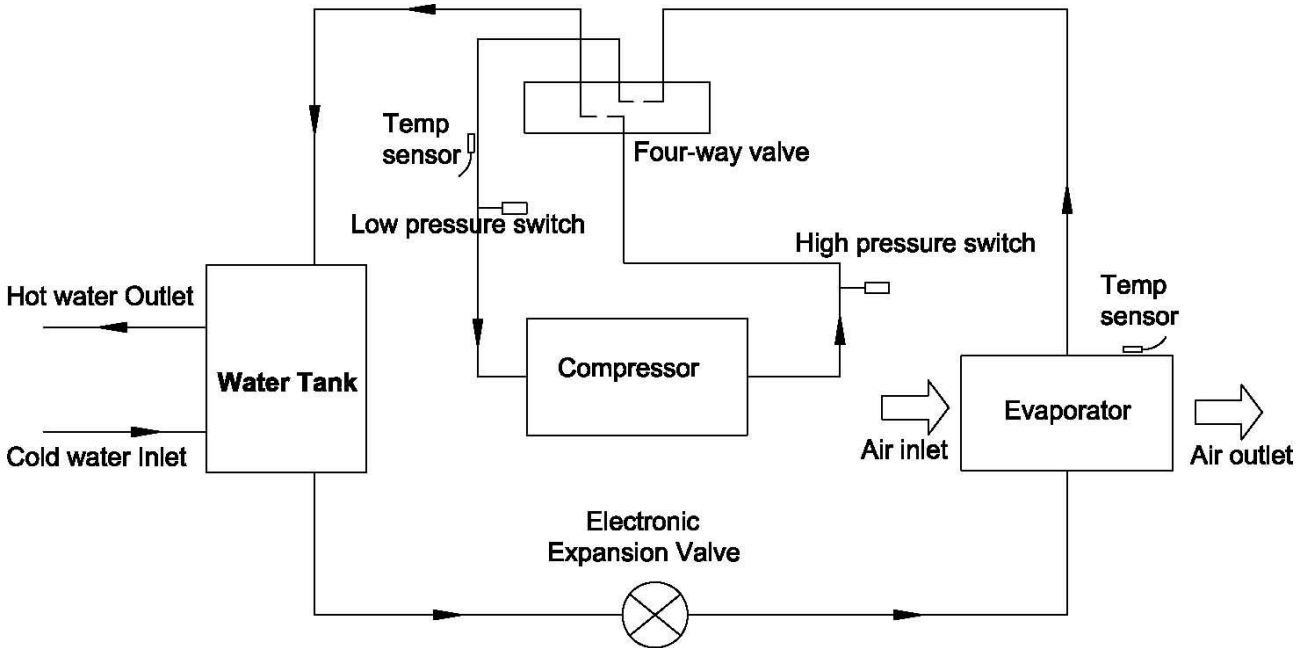 Temp
sensor
Four-way valve
Low pressure switch
High pressure switch
Hot water Outlet
Temp
sensor
Water Tank
Compressor
Evaporator
Cold water Inlet
Air inlet
Air outlet
Electronic
Expansion Valve